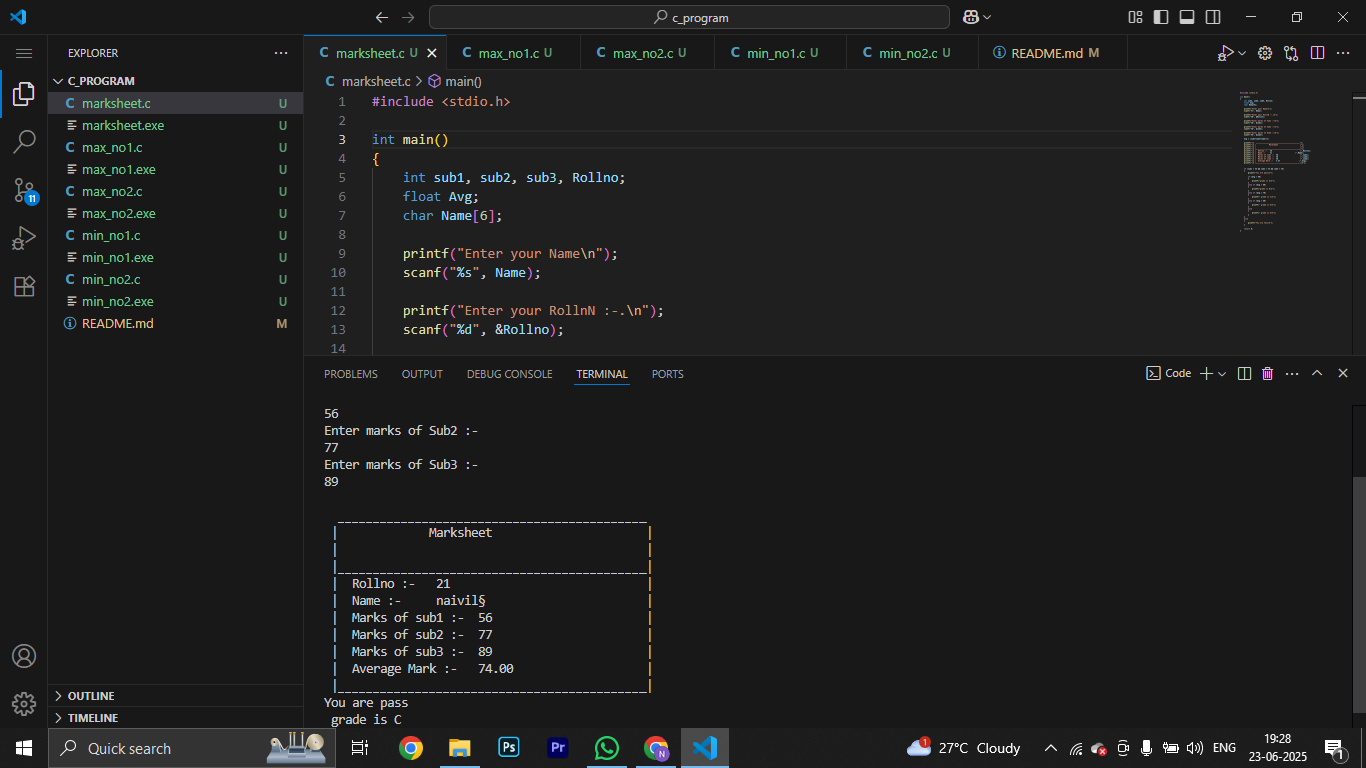 c_program
EXPLORER
C_PROGRAM
marksheet.c U
marksheet.exe U
max_no1.c U
max_no1.exe U
max_no2.c U
max_no2.exe U
min_no1.c U
min_no1.exe U
min_no2.c U
min_no2.exe U
README.md M
OUTLINE
TIMELINE
11
marksheet.c U max_no1.c U max_no2.c U min_no1.c U min_no2.c U README.md M
marksheet.c > main()
1 #include <stdio.h>
2
3 int main()
4 {
5 int sub1, sub2, sub3, Rollno;
6 float Avg;
7 char Name[6];
8
9 printf("Enter your Name\n");
10 scanf("%s", Name);
11
12 printf("Enter your RollnN :-.\n");
13 scanf("%d", &Rollno);
14
PROBLEMS OUTPUT DEBUG CONSOLE TERMINAL PORTS
Code
56
Enter marks of Sub2 :-
77
Enter marks of Sub3 :-
89
Marksheet
Rollno :- 21
Name :- naivil§
Marks of sub1 :- 56
Marks of sub2 :- 77
Marks of sub3 :- 89
Average Mark :- 74.00
You are pass
grade is C
Quick search
Ps
Pr
N
1
27°C Cloudy
ENG
19:28
23-06-2025
1